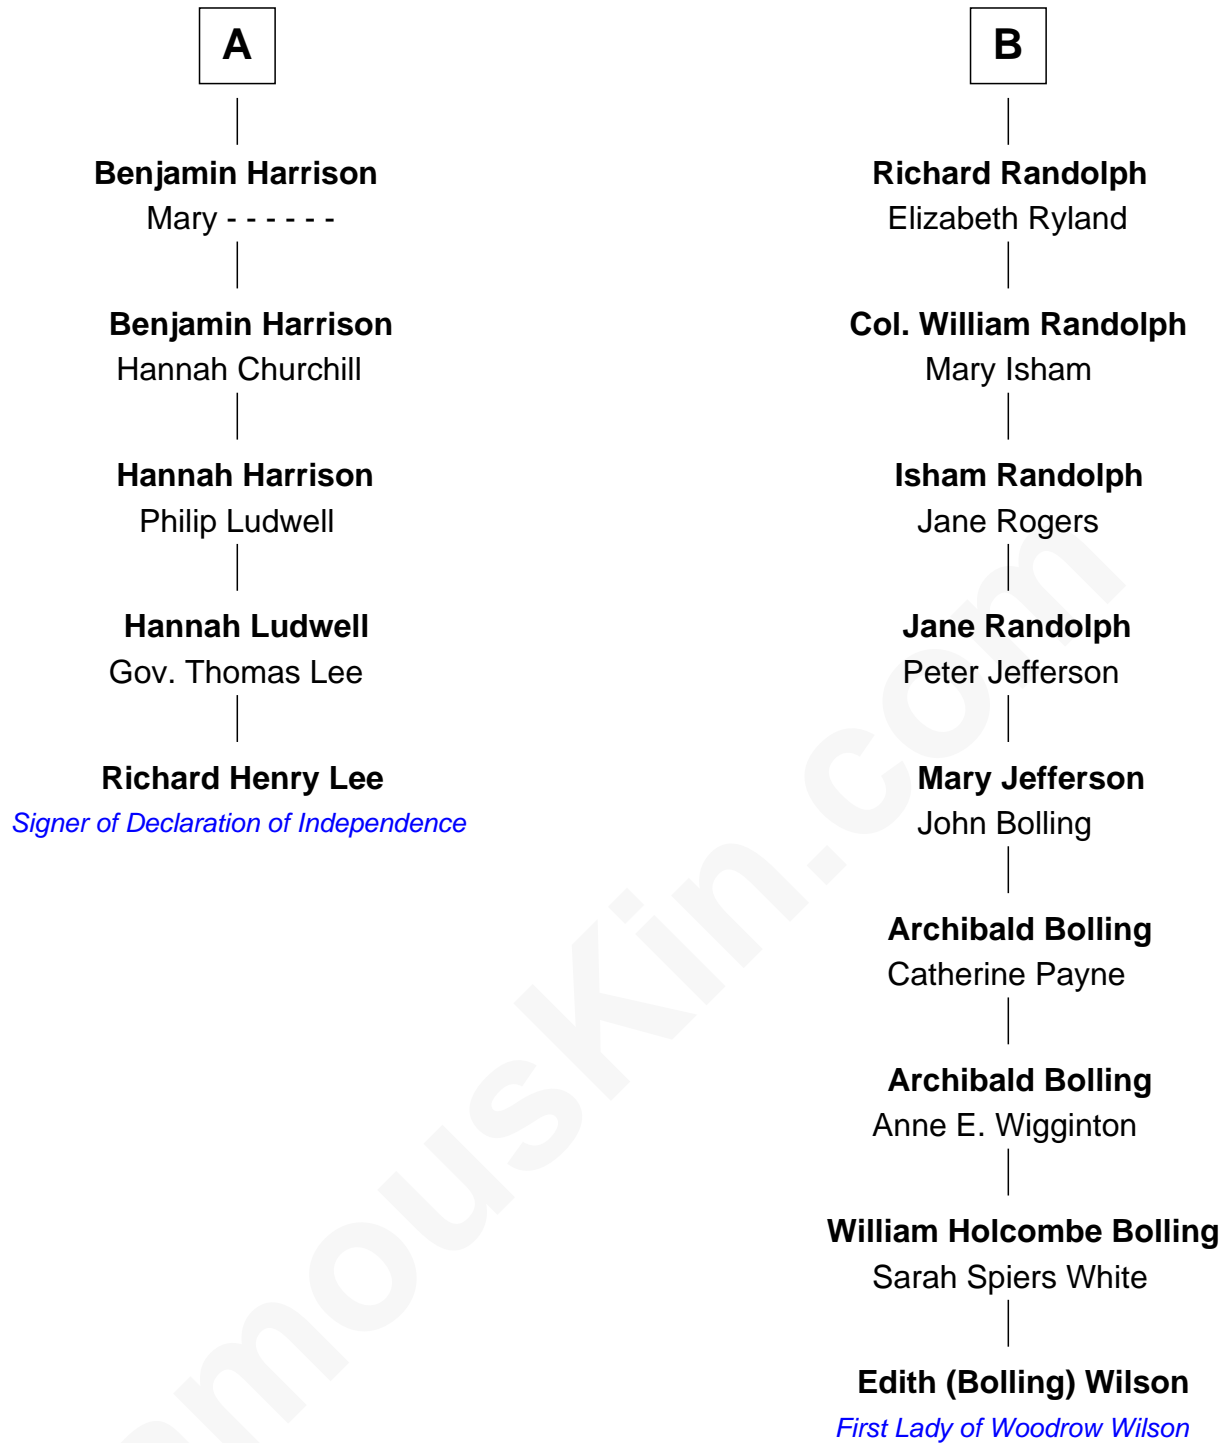 A
Benjamin Harrison
Mary - - - - - -
Benjamin Harrison
Hannah Churchill
Hannah Harrison
Philip Ludwell
Hannah Ludwell
Gov. Thomas Lee
Richard Henry Lee
Signer of Declaration of Independence
B
Richard Randolph
Elizabeth Ryland
Col. William Randolph
Mary Isham
Isham Randolph
Jane Rogers
Jane Randolph
Peter Jefferson
Mary Jefferson
John Bolling
Archibald Bolling
Catherine Payne
Archibald Bolling
Anne E. Wigginton
William Holcombe Bolling
Sarah Spiers White
Edith (Bolling) Wilson
First Lady of Woodrow Wilson
amousKin.com